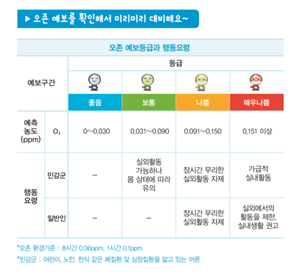 ▶ 오존 예보를 확인해서 미리미리 대비해요~
오존 예보등급과 행동요령
예보구간
등급
좋음
보통
나쁨
매우나쁨
예측
농도
(ppm)
O₃
0~0.030
0.031~0.090
0.091~0.150
0.151 이상
행동
요령
민감군
–
실외활동
가능하나
몸 상태에 따라
유의
장시간 무리한
실외활동 자제
가급적
실내활동
일반인
–
–
장시간 무리한
실외활동 자제
실외에서의
활동을 제한,
실내생활 권고
*오존 환경기준 : 8시간 0.06ppm, 1시간 0.1ppm
*민감군 : 어린이, 노인, 천식 같은 폐질환 및 심장질환을 앓고 있는 어른